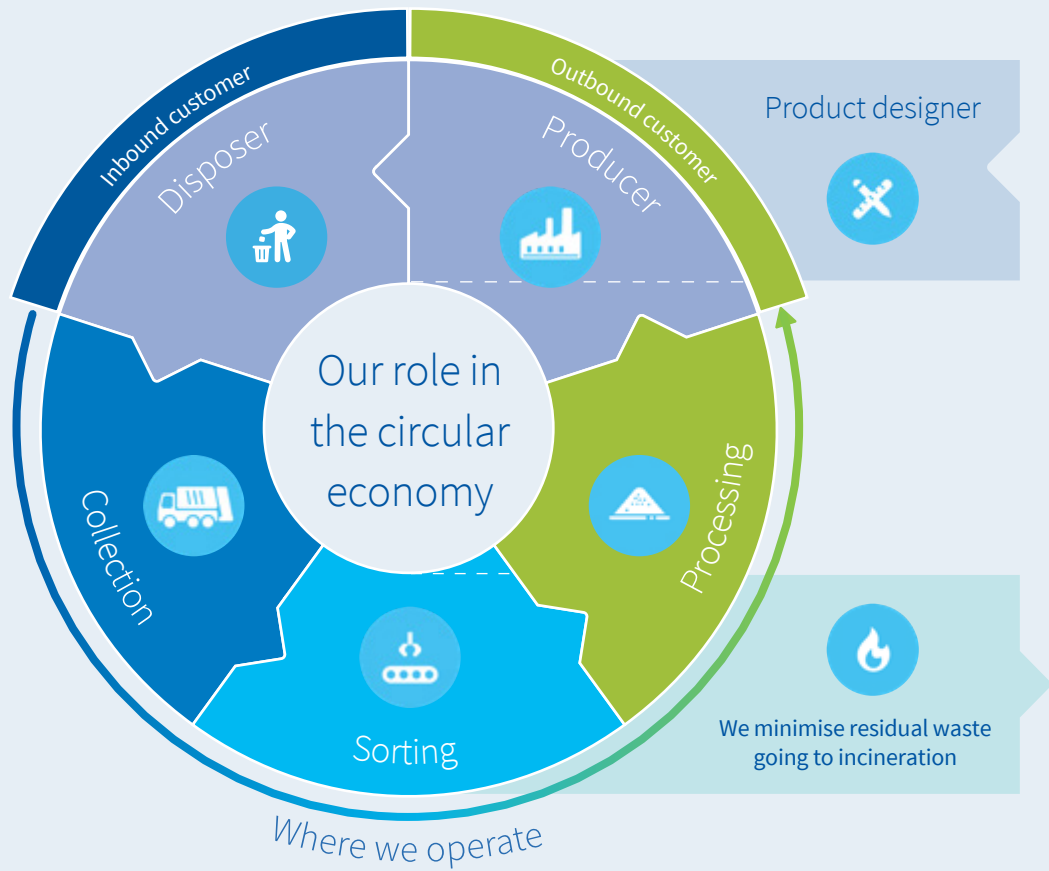 Inbound customer
Outbound customer
Disposer
Producer
Product designer
Our role in
the circular
economy
Collection
Processing
Sorting
We minimise residual waste
going to incineration
Where we operate